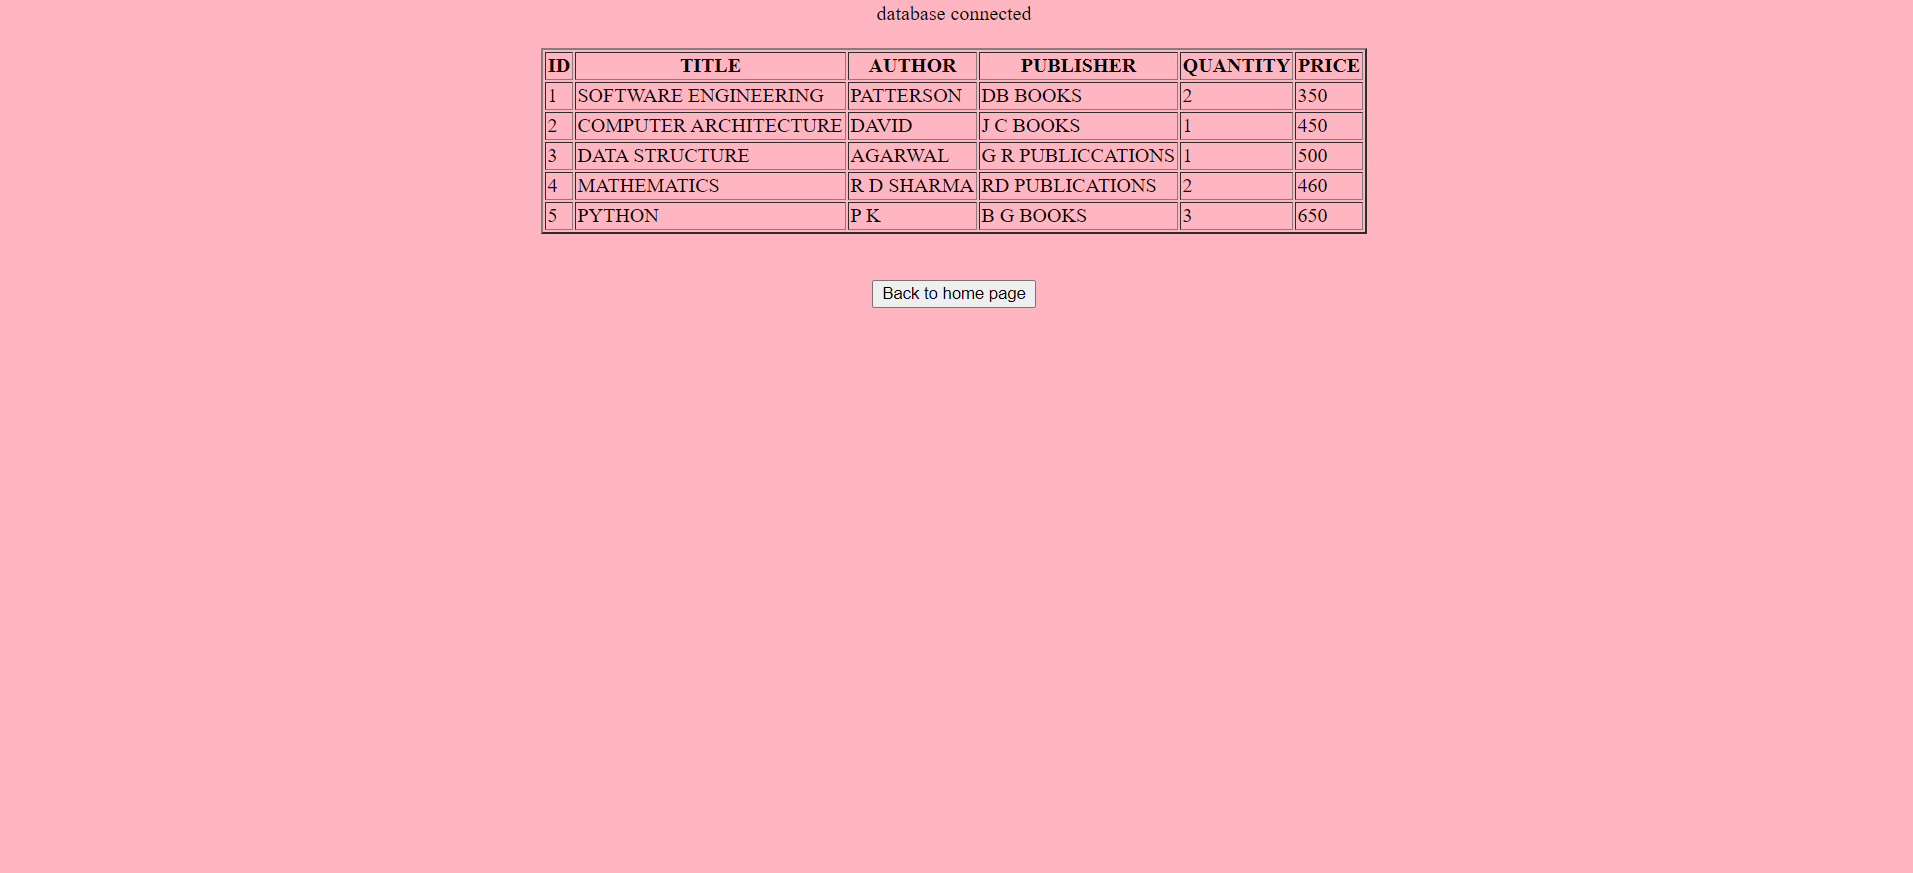 database connected
ID TITLE AUTHOR PUBLISHER QUANTITY PRICE
1 SOFTWARE ENGINEERING PATTERSON DB BOOKS 2 350
2 COMPUTER ARCHITECTURE DAVID J C BOOKS 1 450
3 DATA STRUCTURE AGARWAL G R PUBLICCATIONS 1 500
4 MATHEMATICS R D SHARMA RD PUBLICATIONS 2 460
5 PYTHON P K B G BOOKS 3 650
Back to home page